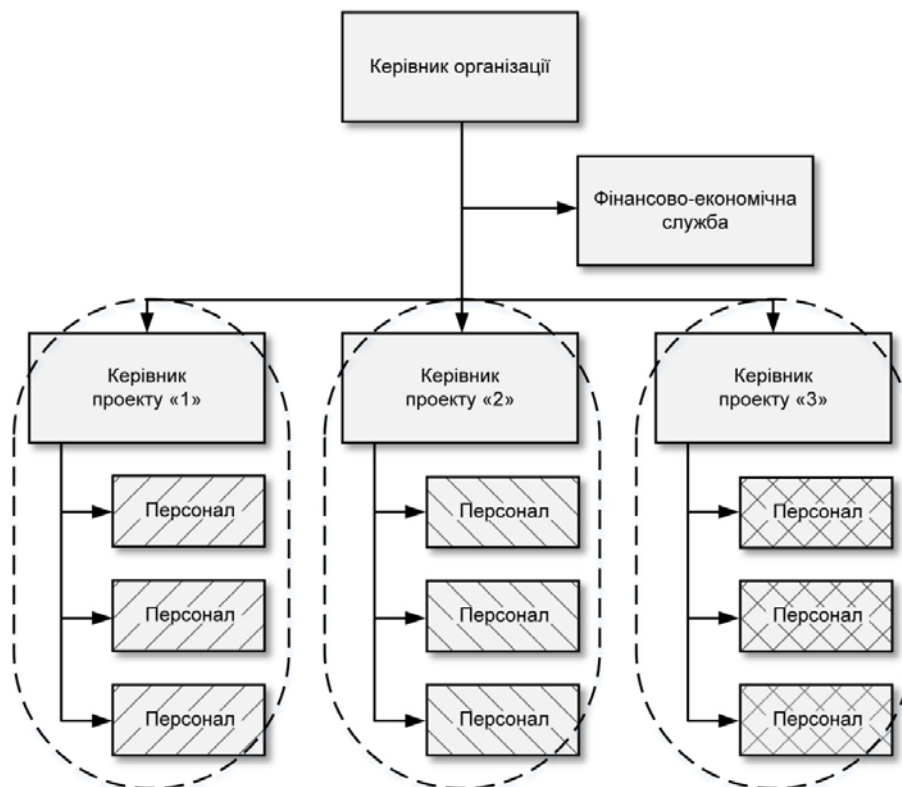 Керівник організації
Фінансово-економічна
служба
Керівник
проекту «1»
Керівник
проекту «2»
Керівник
проекту «3»
Персонал
Персонал
Персонал
Персонал
Персонал
Персонал
Персонал
Персонал
Персонал